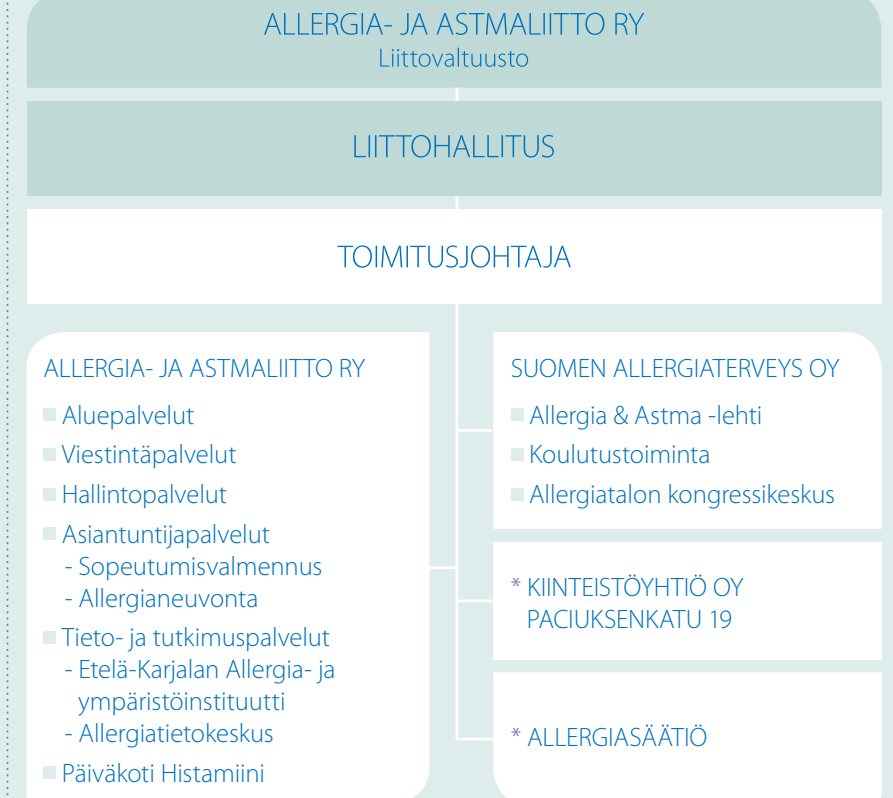 ALLERGIA- JA ASTMALIITTO RY
Liittovaltuusto
LIITTOHALLITUS
TOIMITUSJOHTAJA
ALLERGIA- JA ASTMALIITTO RY
Aluepalvelut
Viestintäpalvelut
Hallintopalvelut
Asiantuntijapalvelut
- Sopeutumisvalmennus
- Allergianeuvonta
Tieto- ja tutkimuspalvelut
- Etelä-Karjalan Allergia- ja
ympäristöinstituutti
- Allergiatietokeskus
Päiväkoti Histamiini
SUOMEN ALLERGIATERVEYS OY
Allergia & Astma -lehti
Koulutustoiminta
Allergiatalon kongressikeskus
* KIINTEISTÖYHTIÖ OY
PACIUKSENKATU 19
* ALLERGIASÄÄTIÖ